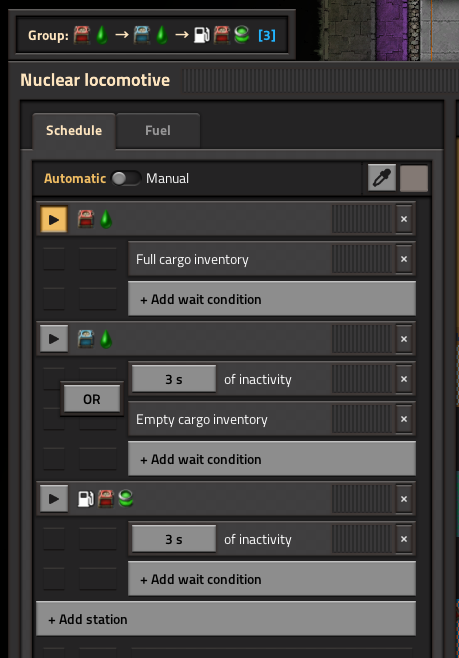 Group: → → [3]
Nuclear locomotive
Schedule Fuel
Automatic Manual
Full cargo inventory
+ Add wait condition
3 s of inactivity
OR
Empty cargo inventory
+ Add wait condition
3 s of inactivity
+ Add wait condition
+ Add station